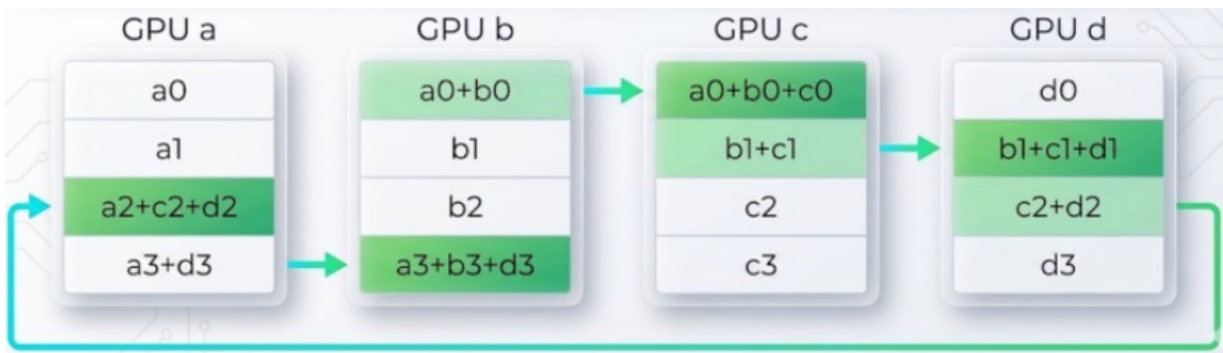 GPU a
GPU b
GPU c
GPU d
a0
a0+b0
a0+b0+c0
d0
a1
b1
b1+c1
b1+c1+d1
a2+c2+d2
b2
c2
c2+d2
a3+d3
a3+b3+d3
c3
d3